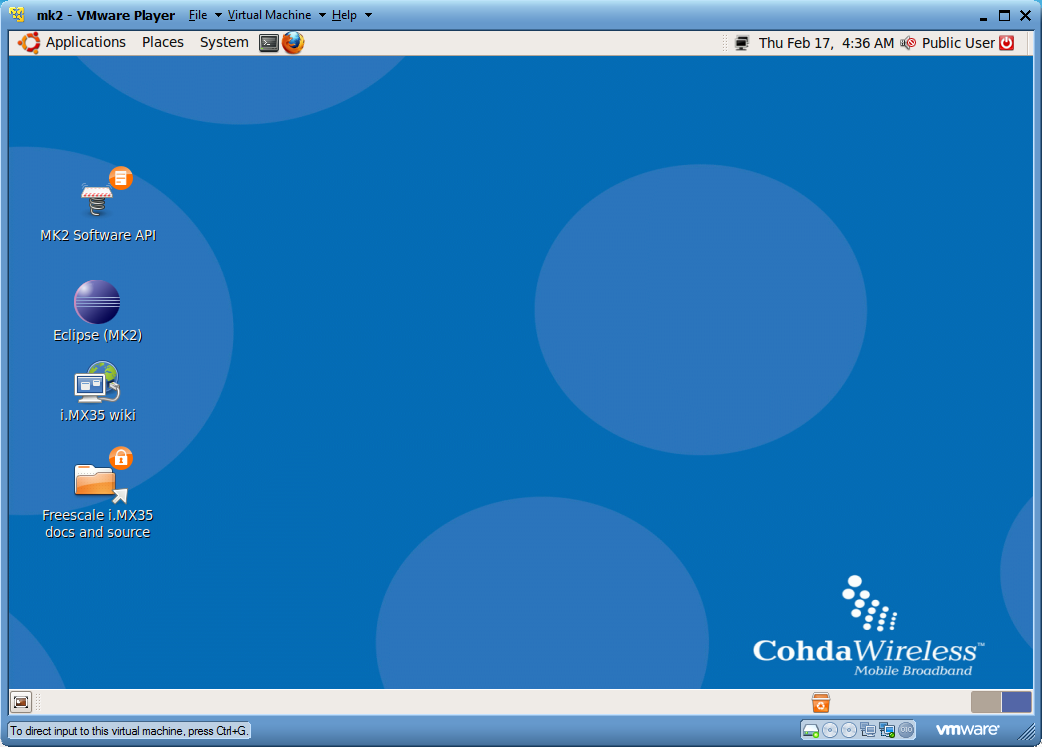 mk2 - VMware Player File Virtual Machine Help
Applications Places System Thu Feb 17, 4:36 AM Public User
MK2 Software API
Eclipse (MK2)
i.MX35 wiki
Freescale i.MX35
docs and source
CohdaWireless™
Mobile Broadband
To direct input to this virtual machine, press Ctrl+G.
vmware®